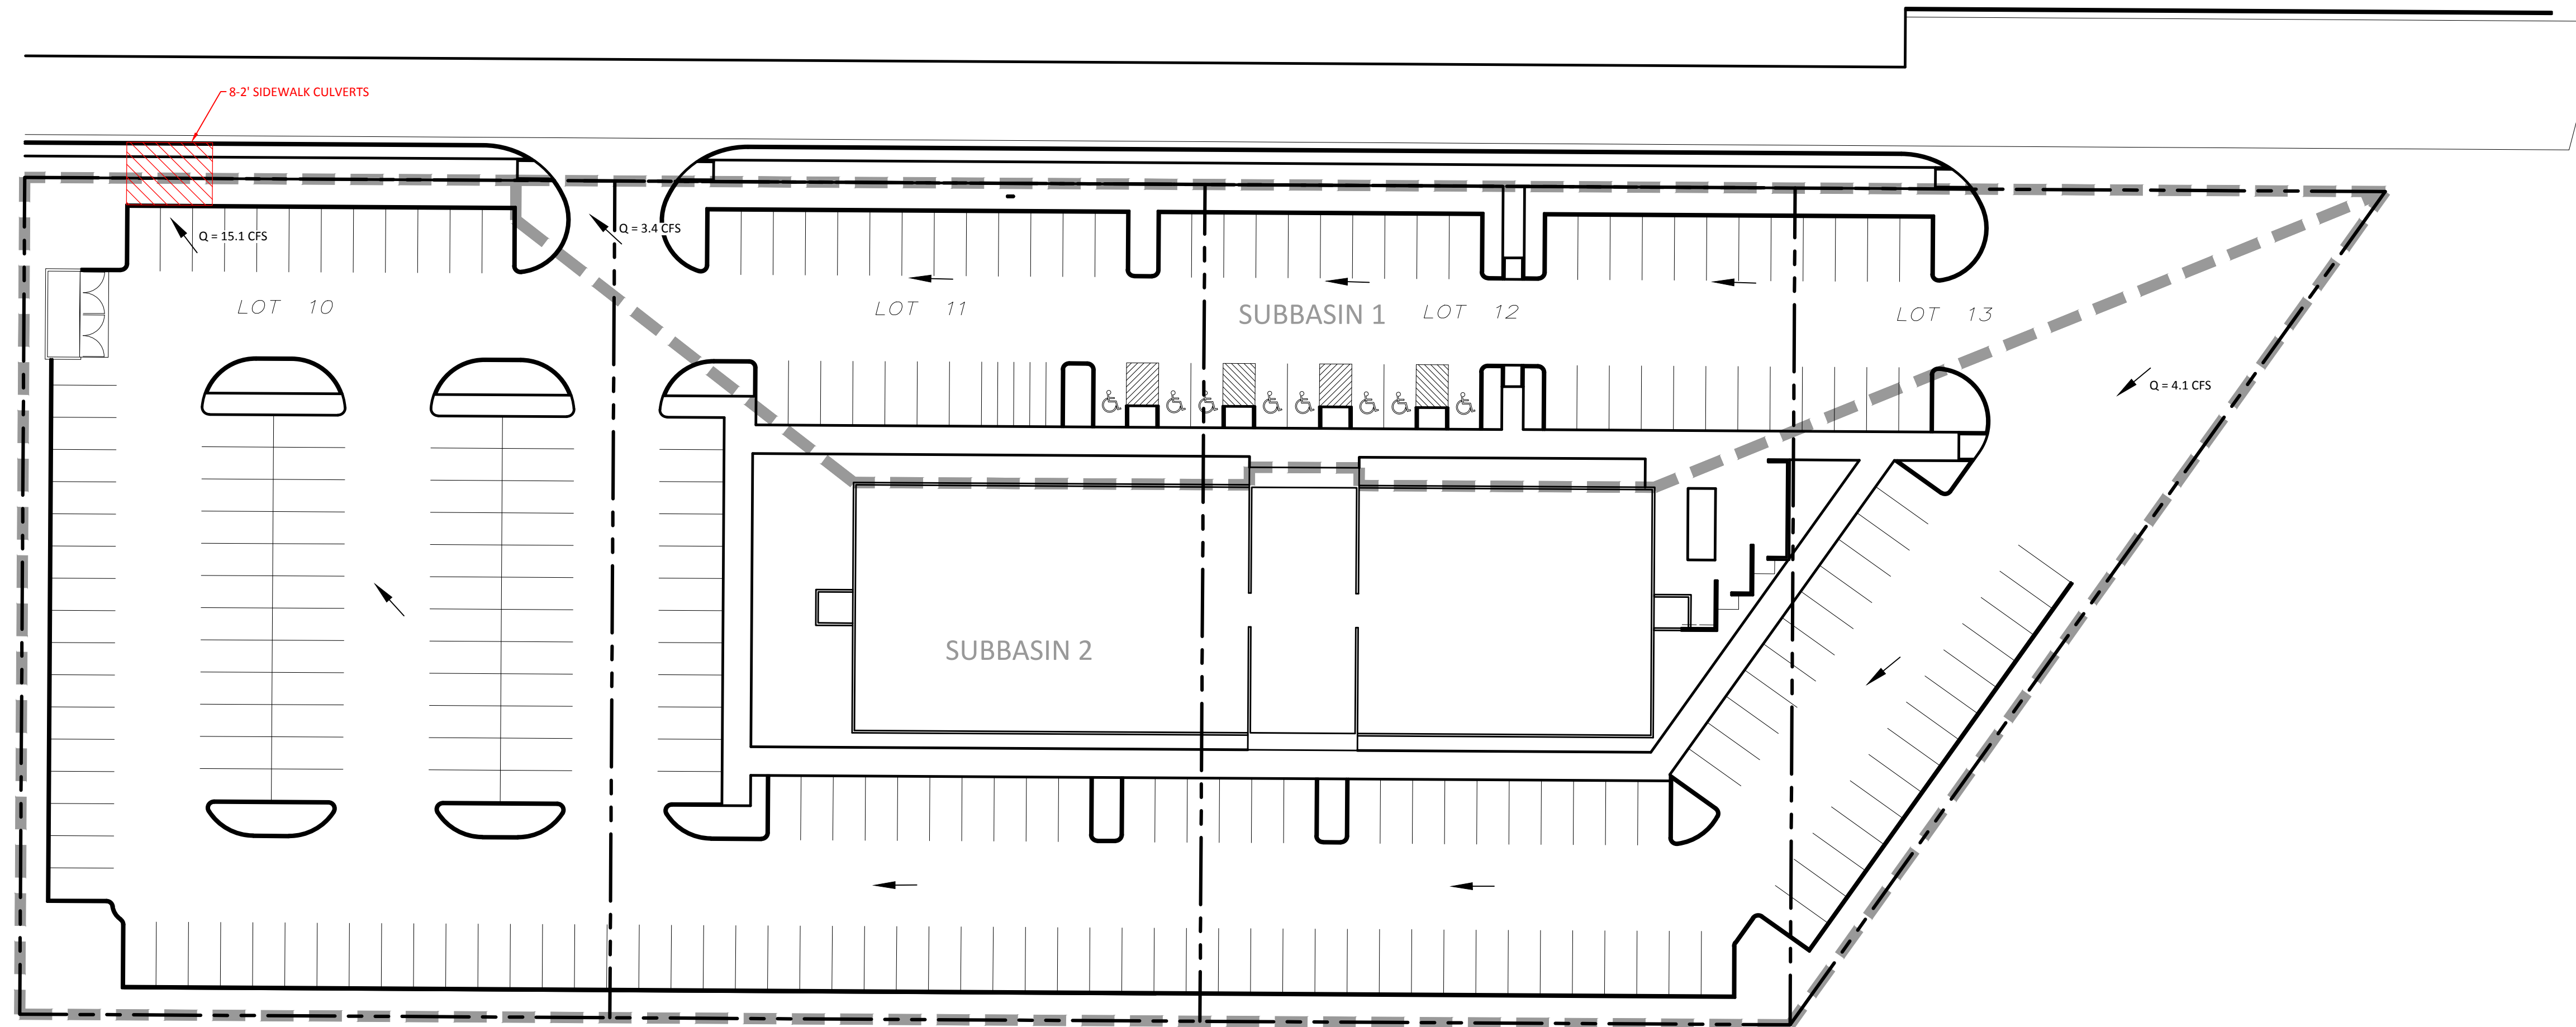 8-2' SIDEWALK CULVERTS
Q = 15.1 CFS
Q = 3.4 CFS
LOT 10
LOT 11
SUBBASIN 1
LOT 12
LOT 13
Q = 4.1 CFS
SUBBASIN 2